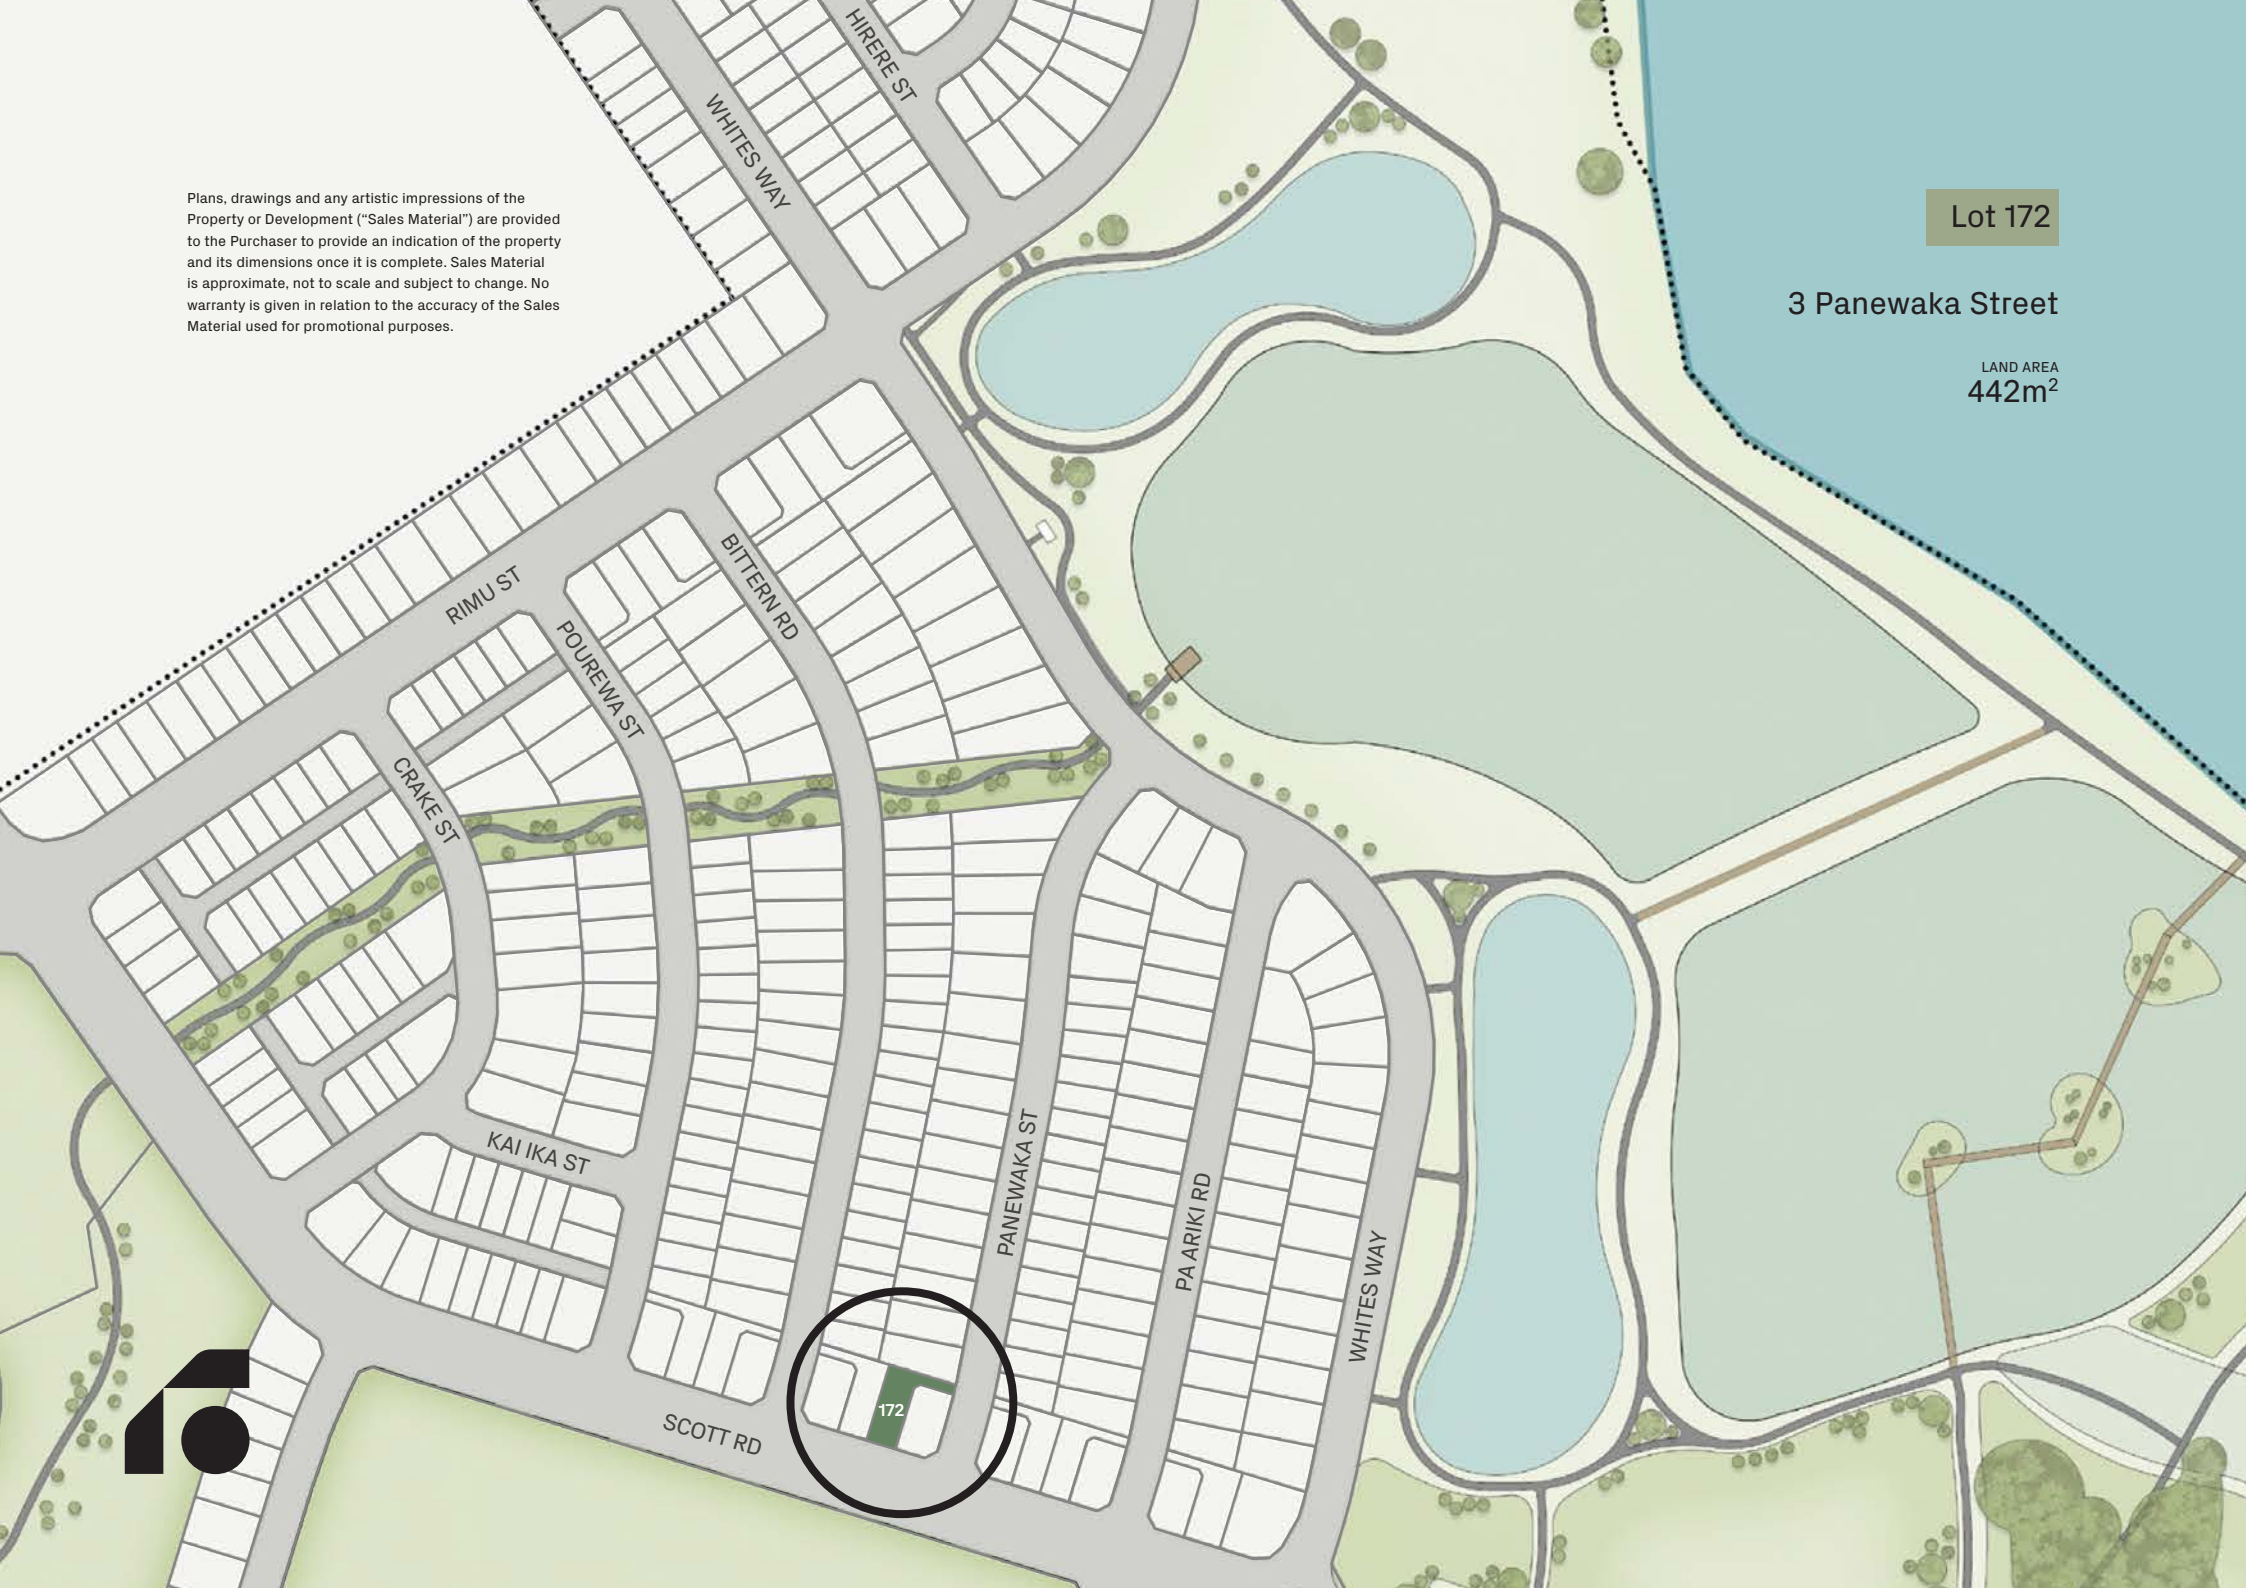 HIRERE ST
WHITES WAY
Plans, drawings and any artistic impressions of the
Property or Development (“Sales Material”) are provided
to the Purchaser to provide an indication of the property
and its dimensions once it is complete. Sales Material
is approximate, not to scale and subject to change. No
warranty is given in relation to the accuracy of the Sales
Material used for promotional purposes.
Lot 172
3 Panewaka Street
LAND AREA
442m²
RIMU ST
BITTERN RD
POUREWA ST
CRAKE ST
KAI IKA ST
PANEWAKA ST
PA ARIKI RD
WHITES WAY
SCOTT RD
172